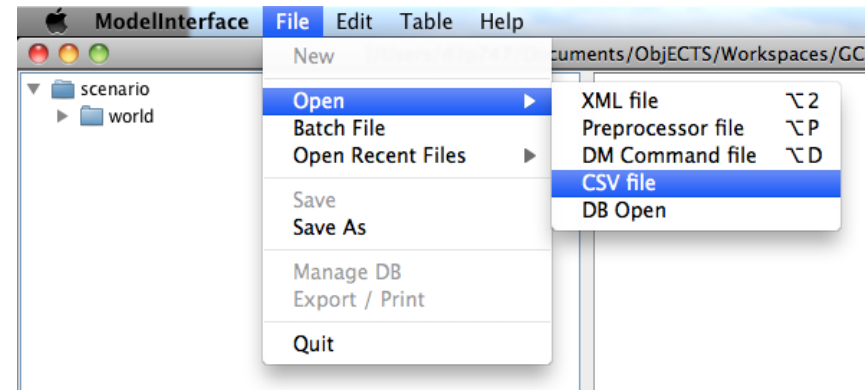 ModelInterface File Edit Table Help
cuments/ObjECTS/Workspaces/GC
scenario
world
New
Open
Batch File
Open Recent Files
Save
Save As
Manage DB
Export / Print
Quit
XML file ⌥2
Preprocessor file ⌥P
DM Command file ⌥D
CSV file
DB Open